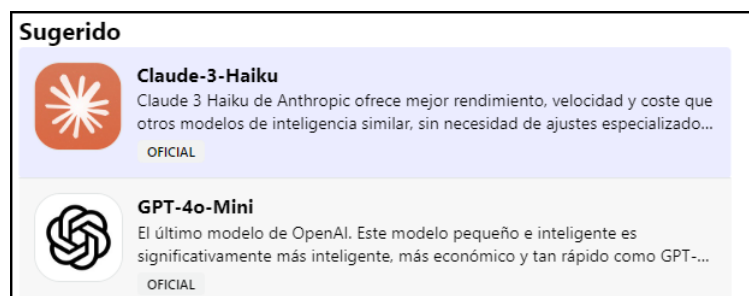 Sugerido
Claude-3-Haiku
Claude 3 Haiku de Anthropic ofrece mejor rendimiento, velocidad y coste que
otros modelos de inteligencia similar, sin necesidad de ajustes especializado...
OFICIAL
GPT-4o-Mini
El último modelo de OpenAI. Este modelo pequeño e inteligente es
significativamente más inteligente, más económico y tan rápido como GPT-...
OFICIAL